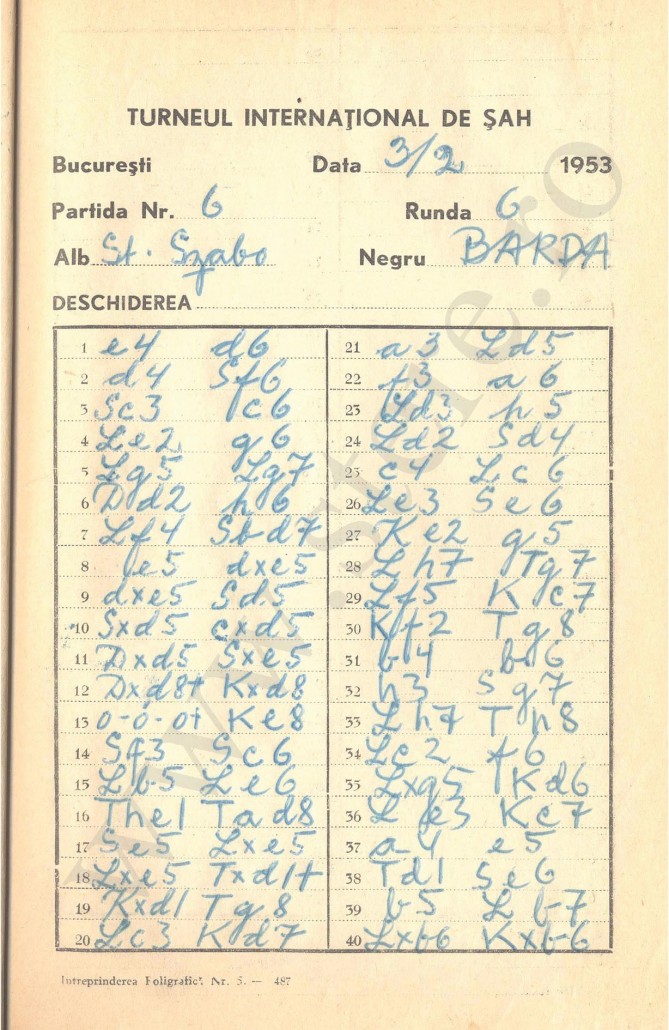 TURNEUL INTERNAŢIONAL DE ŞAH
Bucureşti Data 3/2 1953
Partida Nr. 6 Runda 6
Alb St. Szabo Negru BARDA
DESCHIDEREA
1 e4 d6
2 d4 Sf6
3 Sc3 c6
4 Le2 g6
5 Lg5 Lg7
6 Dd2 h6
7 Lf4 Sbd7
8 e5 dxe5
9 dxe5 Sd5
10 Sxd5 cxd5
11 Dxd5 Sxe5
12 Dxd8+ Kxd8
13 0-0-0+ Ke8
14 Sf3 Sc6
15 Lb5 Le6
16 The1 Tad8
17 Se5 Lxe5
18 Lxe5 Txd1+
19 Kxd1 Tg8
20 Lc3 Kd7
21 a3 Ld5
22 f3 a6
23 Ld3 h5
24 Ld2 Sd4
25 c4 Lc6
26 Le3 Se6
27 Ke2 g5
28 Lh7 Tg7
29 Lf5 Kc7
30 Kf2 Tg8
31 b4 b6
32 h3 Sg7
33 Lh7 Th8
34 Lc2 f6
35 Lxg5 Kd6
36 Le3 Kc7
37 a4 e5
38 Td1 Se6
39 b5 Lb7
40 Lxb6 Kxb6
Intreprinderea Poligrafică Nr. 5. — 487
www.stere.ro